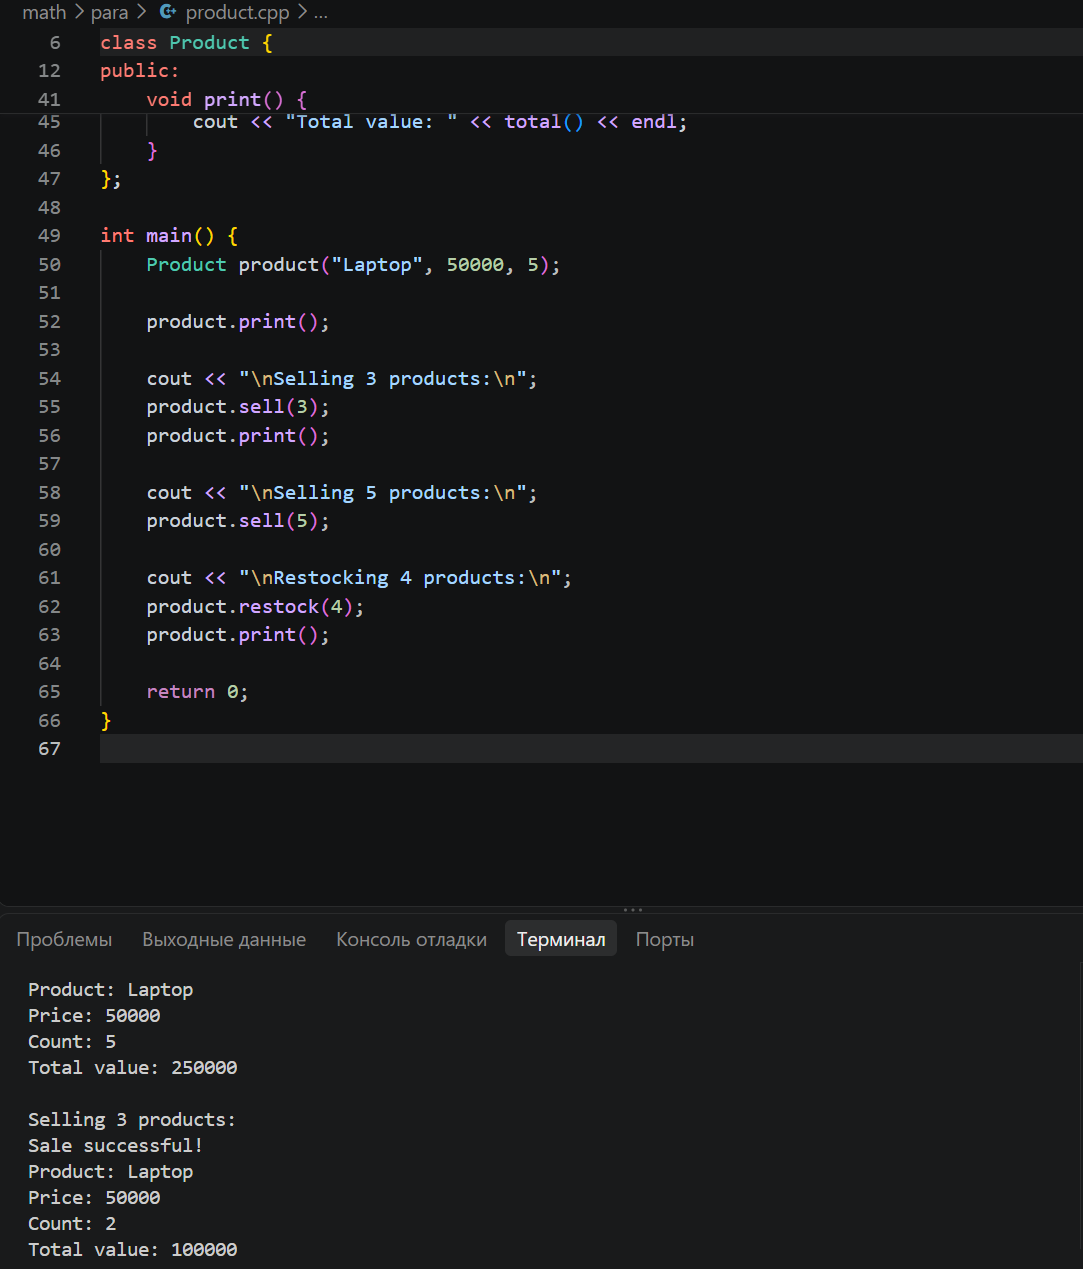 math > para > product.cpp > ...
6 class Product {
12 public:
41 void print() {
45 cout << "Total value: " << total() << endl;
46 }
47 };
48
49 int main() {
50 Product product("Laptop", 50000, 5);
51
52 product.print();
53
54 cout << "\nSelling 3 products:\n";
55 product.sell(3);
56 product.print();
57
58 cout << "\nSelling 5 products:\n";
59 product.sell(5);
60
61 cout << "\nRestocking 4 products:\n";
62 product.restock(4);
63 product.print();
64
65 return 0;
66 }
67
Проблемы Выходные данные Консоль отладки Терминал Порты
Product: Laptop
Price: 50000
Count: 5
Total value: 250000
Selling 3 products:
Sale successful!
Product: Laptop
Price: 50000
Count: 2
Total value: 100000